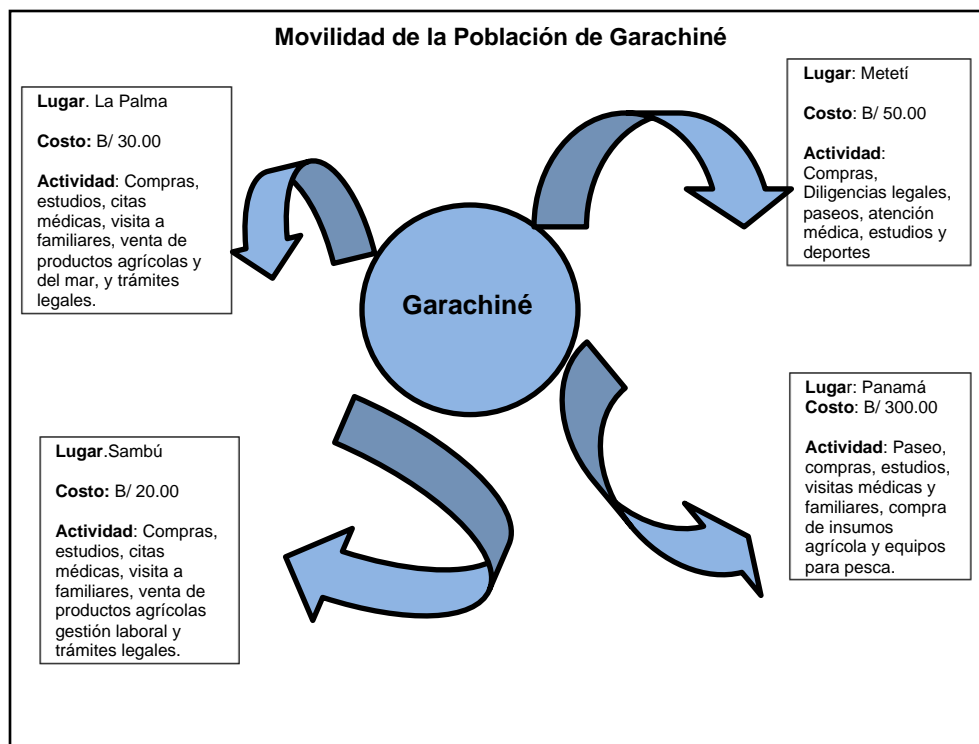 Movilidad de la Población de Garachiné
Lugar. La Palma
Costo: B/ 30.00
Actividad: Compras,
estudios, citas
médicas, visita a
familiares, venta de
productos agrícolas y
del mar, y trámites
legales.
Lugar: Metetí
Costo: B/ 50.00
Actividad:
Compras,
Diligencias legales,
paseos, atención
médica, estudios y
deportes
Garachiné
Lugar.Sambú
Costo: B/ 20.00
Actividad: Compras,
estudios, citas
médicas, visita a
familiares, venta de
productos agrícolas
gestión laboral y
trámites legales.
Lugar: Panamá
Costo: B/ 300.00
Actividad: Paseo,
compras, estudios,
visitas médicas y
familiares, compra
de insumos
agrícola y equipos
para pesca.